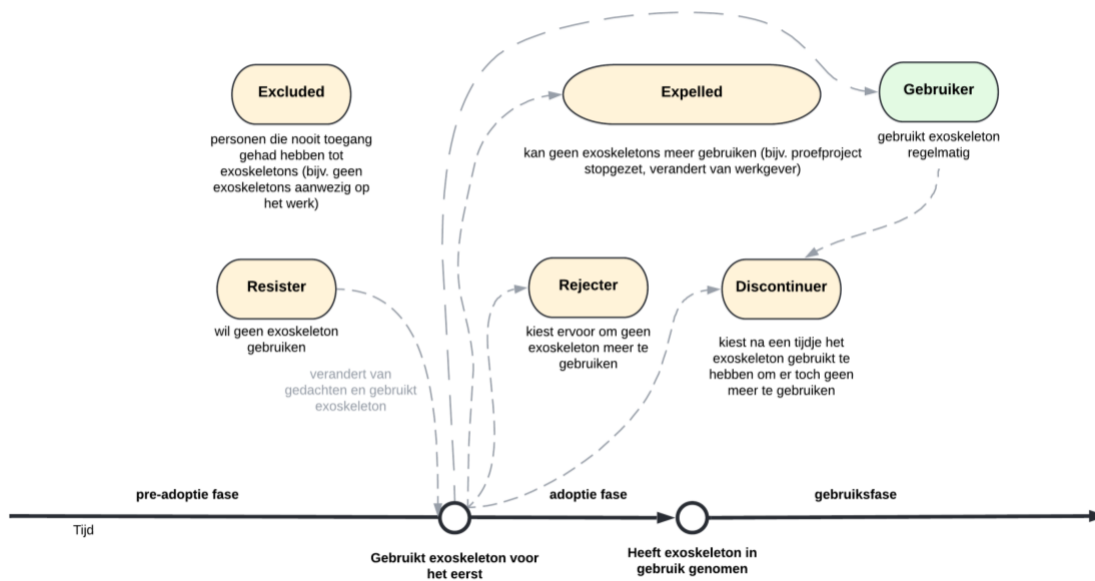 Excluded
personen die nooit toegang
gehad hebben tot
exoskeletons (bijv. geen
exoskeletons aanwezig op
het werk)
Expelled
kan geen exoskeletons meer gebruiken (bijv. proefproject
stopgezet, verandert van werkgever)
Gebruiker
gebruikt exoskeleton
regelmatig
Resister
wil geen exoskeleton
gebruiken
verandert van
gedachten en gebruikt
exoskeleton
Rejecter
kiest ervoor om geen
exoskeleton meer te
gebruiken
Discontinuer
kiest na een tijdje het
exoskeleton gebruikt te
hebben om er toch geen
meer te gebruiken
pre-adoptie fase
adoptie fase
gebruiksfase
Tijd
Gebruikt exoskeleton voor
het eerst
Heeft exoskeleton in
gebruik genomen